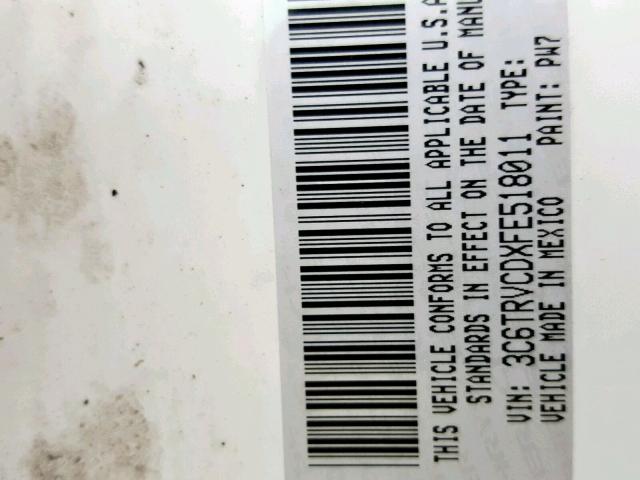 THIS VEHICLE CONFORMS TO ALL APPLICABLE U.S.A
STANDARDS IN EFFECT ON THE DATE OF MANU
VIN: 3C6TRVCDXFE518011 TYPE:
VEHICLE MADE IN MEXICO PAINT: PW7